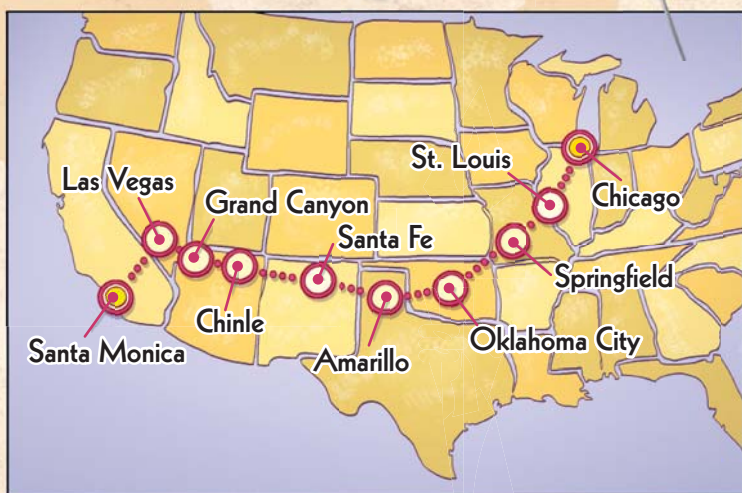 St. Louis
Las Vegas
Chicago
Grand Canyon
Santa Fe
Springfield
Chinle
Oklahoma City
Santa Monica
Amarillo